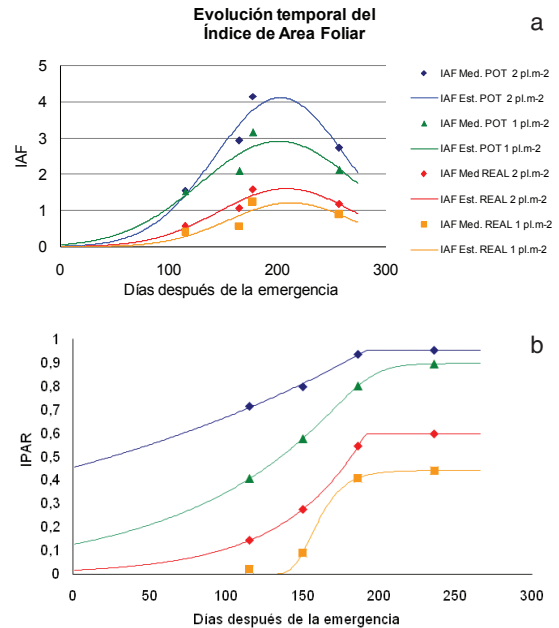 Evolución temporal del
Índice de Area Foliar
a
5
4
3
2
1
0
IAF
0 100 200 300
Días después de la emergencia
IAF Med. POT 2 pl.m-2
IAF Est. POT 2 pl.m-2
IAF Med. POT 1 pl.m-2
IAF Est. POT 1 pl.m-2
IAF Med REAL 2 pl.m-2
IAF Est. REAL 2 pl.m-2
IAF Med. REAL 1 pl.m-2
IAF Est. REAL 1 pl.m-2
b
1
0,9
0,8
0,7
0,6
0,5
0,4
0,3
0,2
0,1
0
IPAR
0 50 100 150 200 250 300
Días después de la emergencia